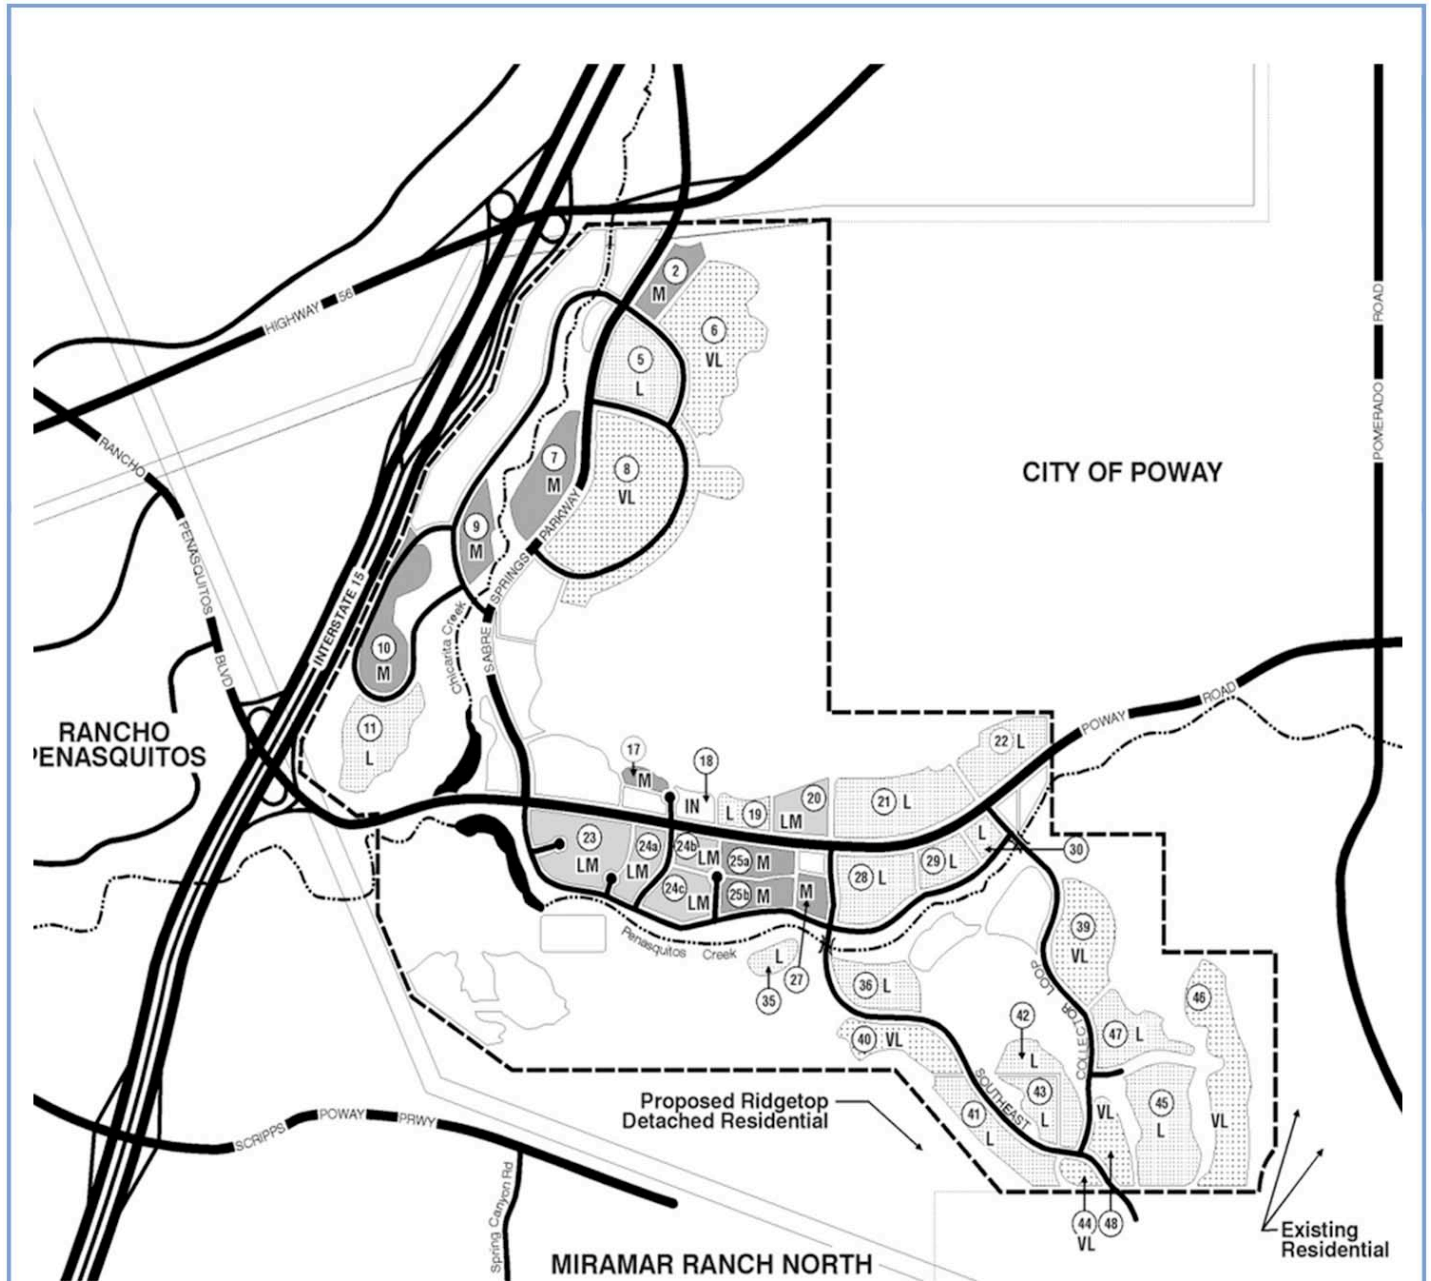 HIGHWAY 56
2
M
6
VL
5
L
POMERADO ROAD
RANCHO
PENASQUITOS
BLVD
7
M
8
VL
CITY OF POWAY
9
M
PARKWAY
SPRINGS
SABRE
INTERSTATE 15
Chicarita Creek
10
M
11
L
RANCHO
PENASQUITOS
POWAY
ROAD
22 L
17
M
18
IN
L 19
20
LM
21 L
23
LM
24a
LM
24b
LM
25a M
24c
LM
25b M
M
27
28 L
29 L
L
30
Penasquitos Creek
L
35
36 L
39
VL
LOOP
COLLECTOR
46
VL
42
L
47 L
40 VL
43
L
SOUTHEAST
41
L
45
L
VL
48
44
VL
Proposed Ridgetop
Detached Residential
SCRIPPS
POWAY
PRWY
Spring Canyon Rd
MIRAMAR RANCH NORTH
Existing
Residential